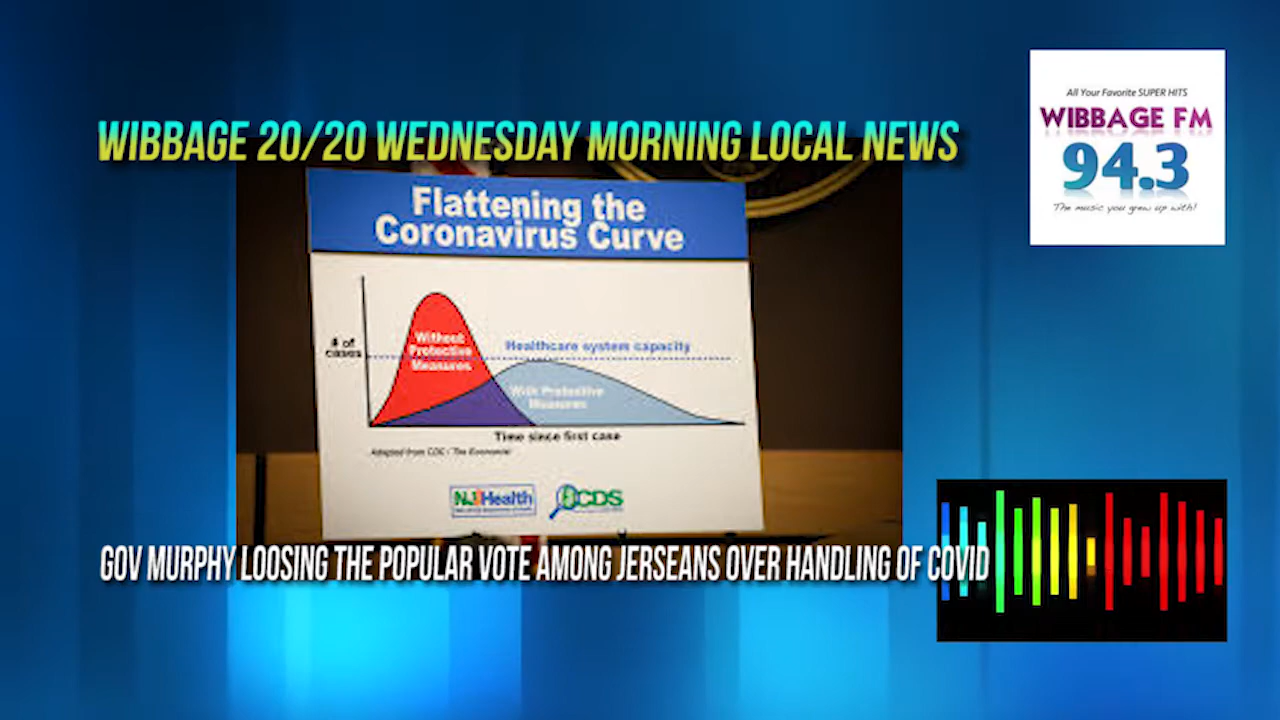 WIBBAGE 20/20 WEDNESDAY MORNING LOCAL NEWS
All Your Favorite SUPER HITS
WIBBAGE FM
94.3
The music you grew up with!
Flattening the
Coronavirus Curve
# of
cases
Without
Protective
Measures
Healthcare system capacity
With Protective
Measures
Time since first case
Adapted from CDC / The Economist
NJ Health
CDS
GOV MURPHY LOOSING THE POPULAR VOTE AMONG JERSEANS OVER HANDLING OF COVID